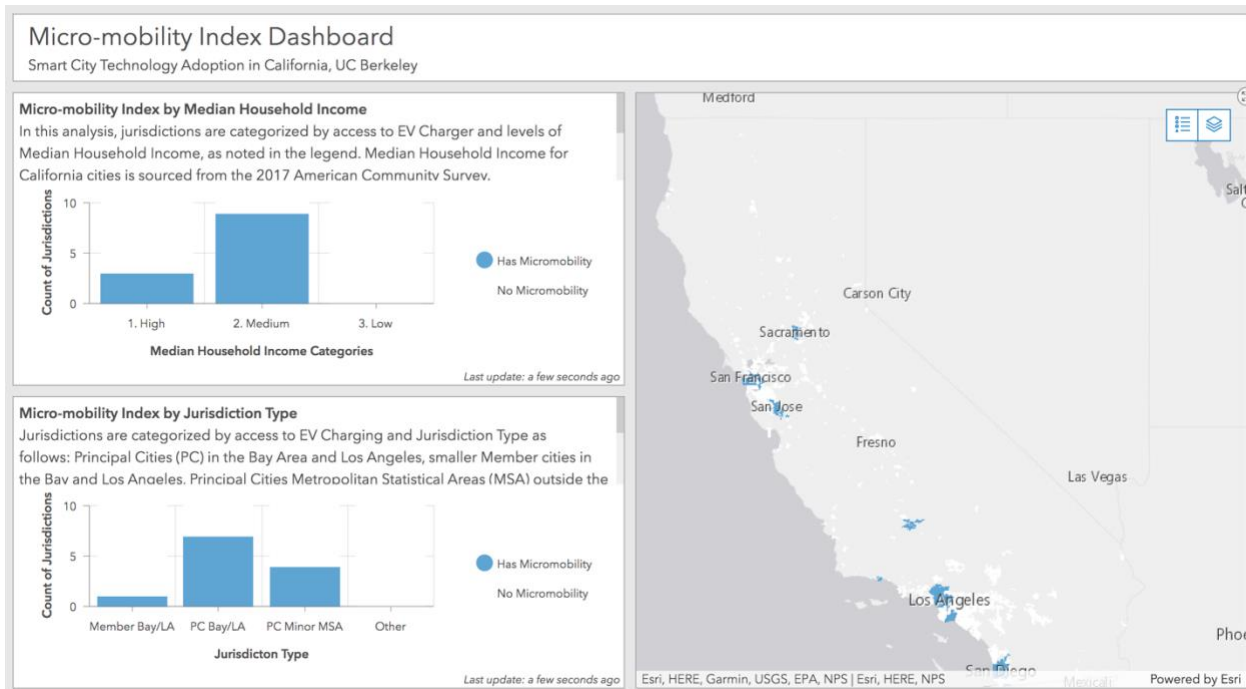 Micro-mobility Index Dashboard
Smart City Technology Adoption in California, UC Berkeley
Micro-mobility Index by Median Household Income
In this analysis, jurisdictions are categorized by access to EV Charger and levels of
Median Household Income, as noted in the legend. Median Household Income for
California cities is sourced from the 2017 American Community Survey.
Count of Jurisdictions
10
5
0
1. High
2. Medium
3. Low
Median Household Income Categories
Has Micromobility
No Micromobility
Last update: a few seconds ago
Micro-mobility Index by Jurisdiction Type
Jurisdictions are categorized by access to EV Charging and Jurisdiction Type as
follows: Principal Cities (PC) in the Bay Area and Los Angeles, smaller Member cities in
the Bay and Los Angeles, Principal Cities Metropolitan Statistical Areas (MSA) outside the
Count of Jurisdictions
10
5
0
Member Bay/LA
PC Bay/LA
PC Minor MSA
Other
Jurisdicton Type
Has Micromobility
No Micromobility
Last update: a few seconds ago
Medford
Salt
Carson City
Sacramento
San Francisco
San Jose
Fresno
Las Vegas
Los Angeles
Phoe
San Diego
Mexicali
Esri, HERE, Garmin, USGS, EPA, NPS | Esri, HERE, NPS
Powered by Esri